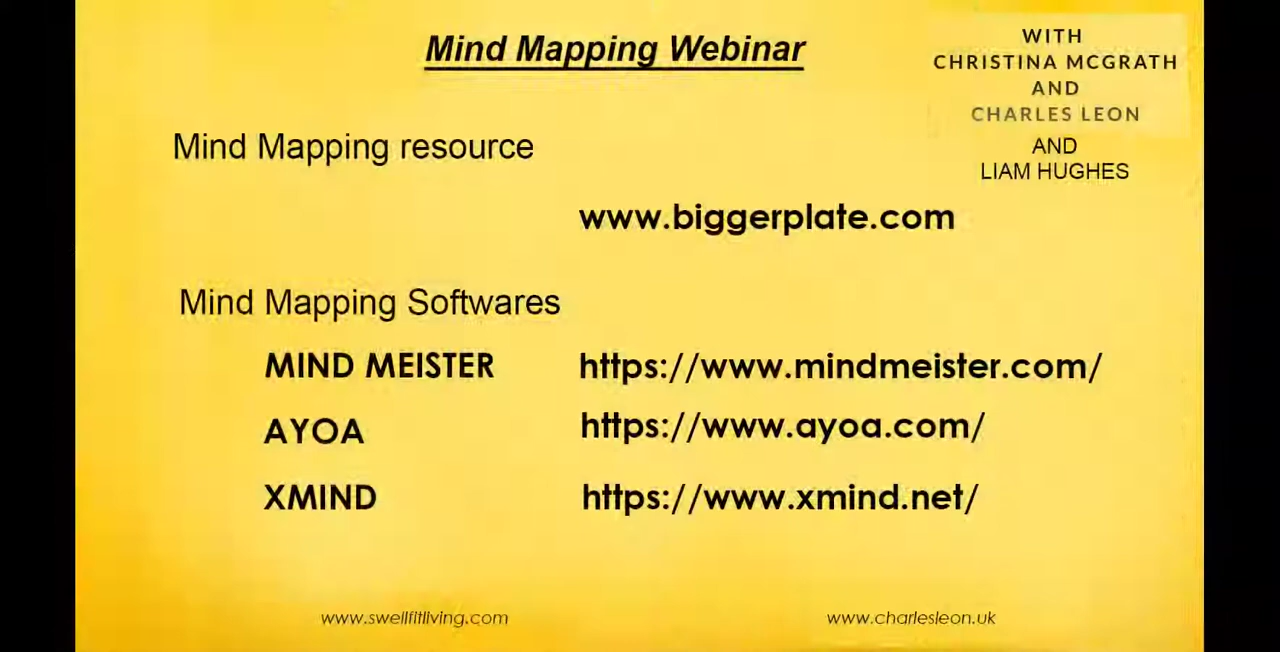 Mind Mapping Webinar
WITH
CHRISTINA MCGRATH
AND
CHARLES LEON
AND
LIAM HUGHES
Mind Mapping resource
www.biggerplate.com
Mind Mapping Softwares
MIND MEISTER https://www.mindmeister.com/
AYOA https://www.ayoa.com/
XMIND https://www.xmind.net/
www.swellfitliving.com www.charlesleon.uk